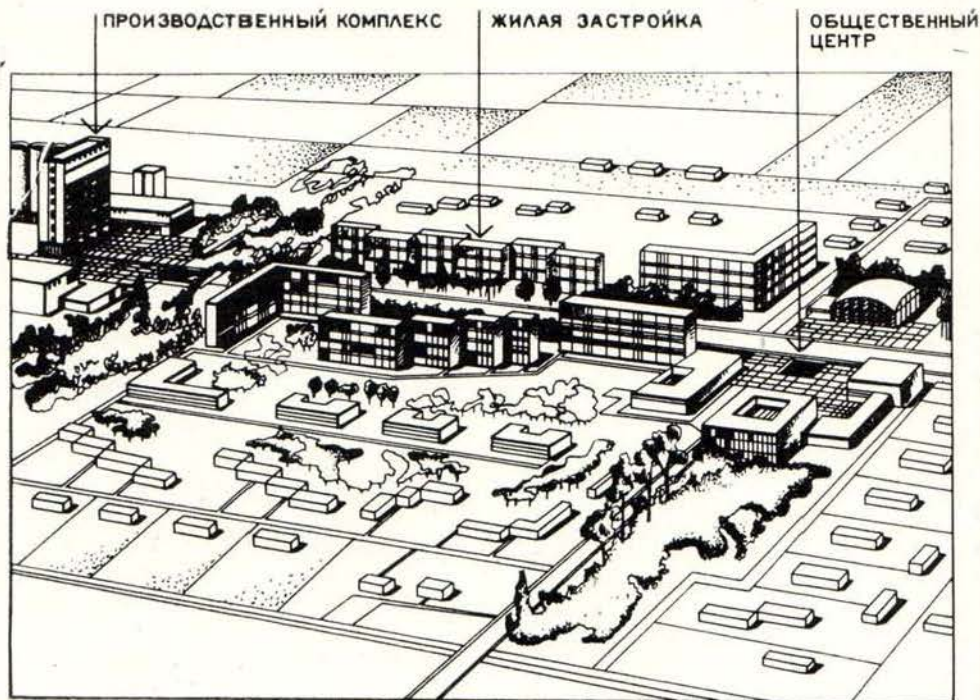 ПРОИЗВОДСТВЕННЫЙ КОМПЛЕКС
ЖИЛАЯ ЗАСТРОЙКА
ОБЩЕСТВЕННЫЙ
ЦЕНТР